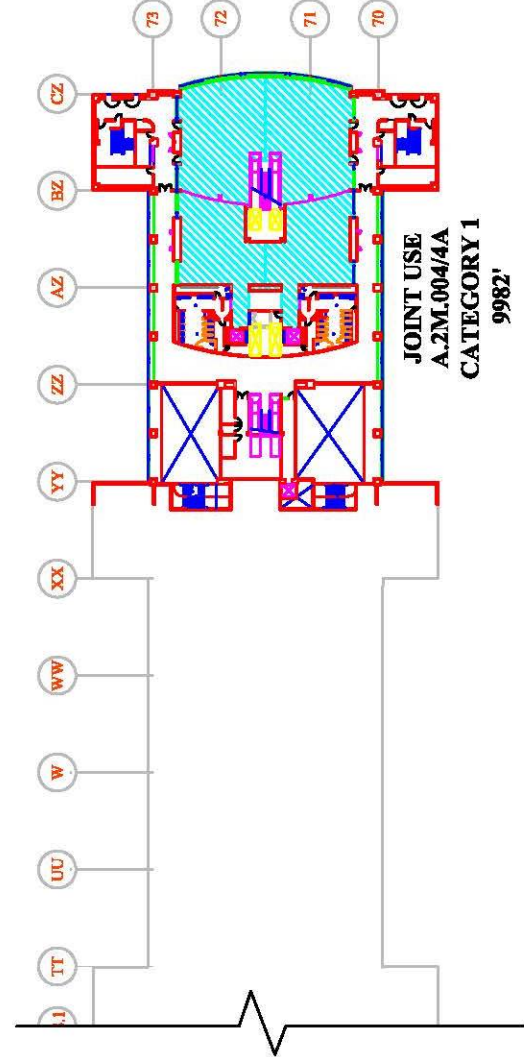 73
72
71
70
CZ
BZ
AZ
ZZ
YY
XX
WW
W
UU
TT
JOINT USE
A.2M.004/4A
CATEGORY 1
9982'